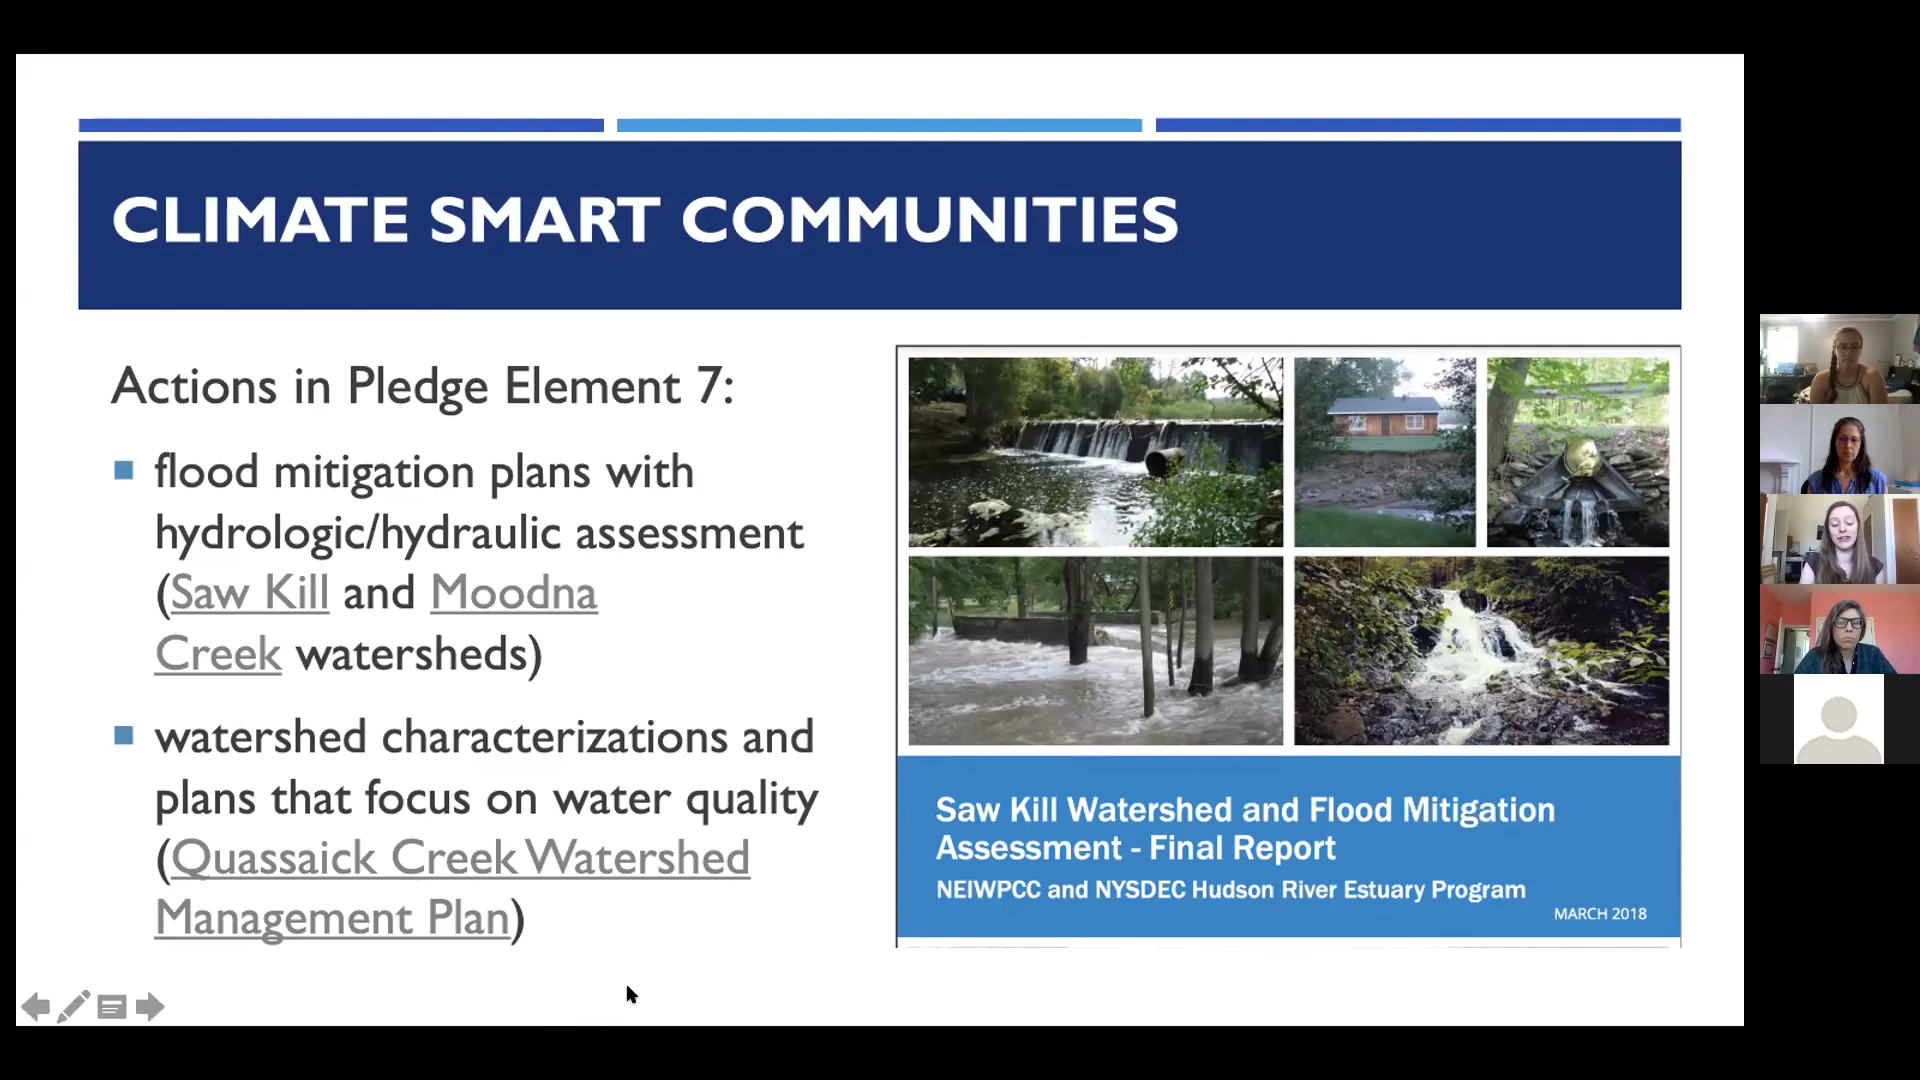 CLIMATE SMART COMMUNITIES
Actions in Pledge Element 7:
flood mitigation plans with
hydrologic/hydraulic assessment
(Saw Kill and Moodna
Creek watersheds)
watershed characterizations and
plans that focus on water quality
(Quassaick Creek Watershed
Management Plan)
Saw Kill Watershed and Flood Mitigation
Assessment - Final Report
NEIWPCC and NYSDEC Hudson River Estuary Program
MARCH 2018